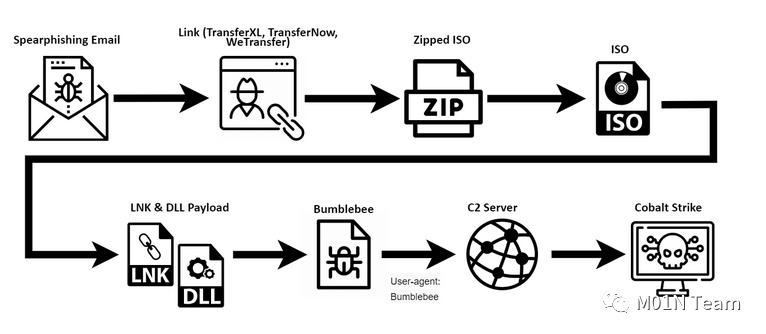 Spearphishing Email
Link (TransferXL, TransferNow,
WeTransfer)
Zipped ISO
ISO
ZIP
ISO
LNK & DLL Payload
Bumblebee
C2 Server
Cobalt Strike
LNK
DLL
User-agent:
Bumblebee
M01N Team